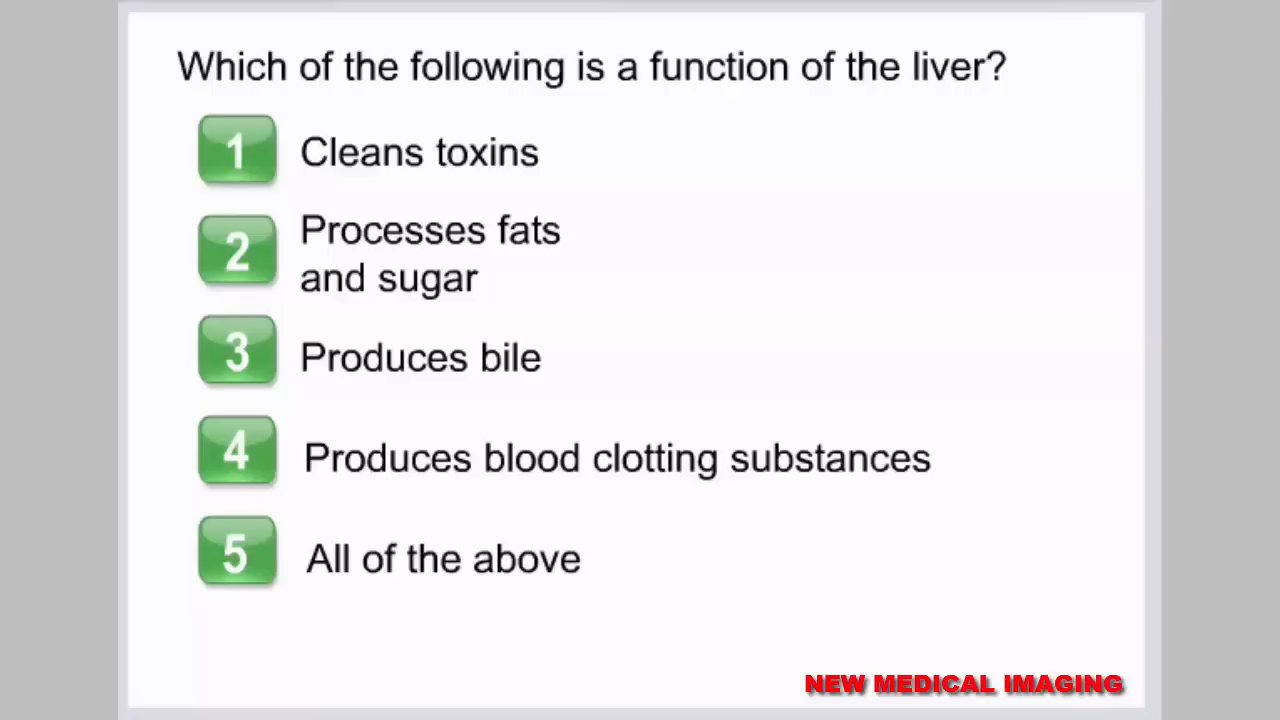 Which of the following is a function of the liver?
1 Cleans toxins
2 Processes fats
and sugar
3 Produces bile
4 Produces blood clotting substances
5 All of the above
NEW MEDICAL IMAGING